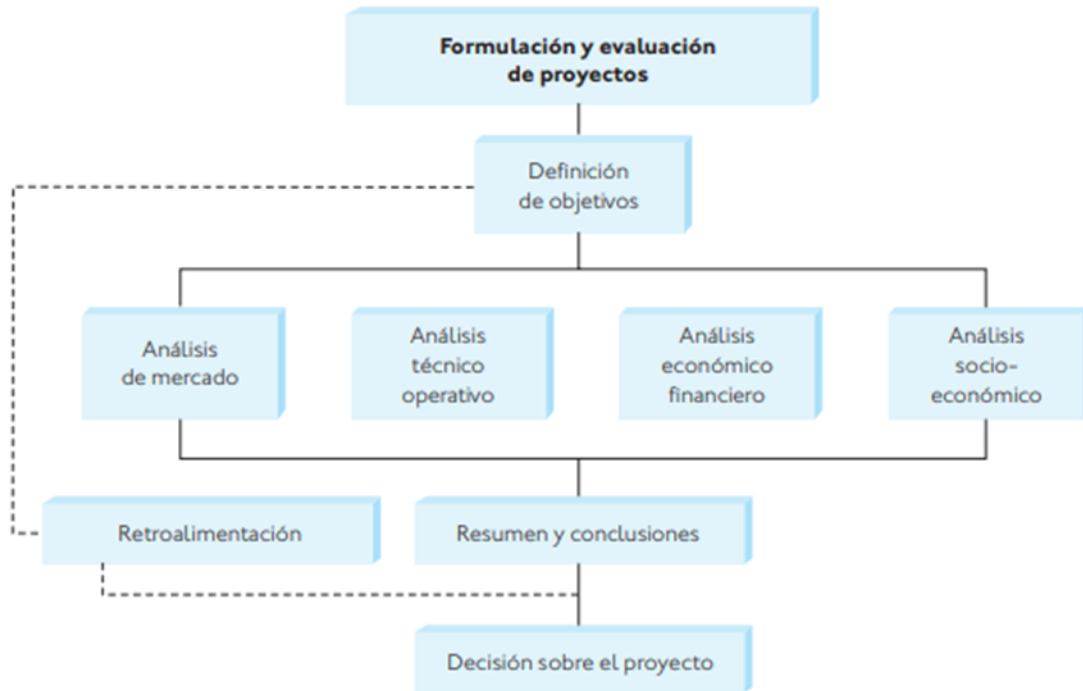 Formulación y evaluación
de proyectos
Definición
de objetivos
Análisis
de mercado
Análisis
técnico
operativo
Análisis
económico
financiero
Análisis
socio-
económico
Retroalimentación
Resumen y conclusiones
Decisión sobre el proyecto